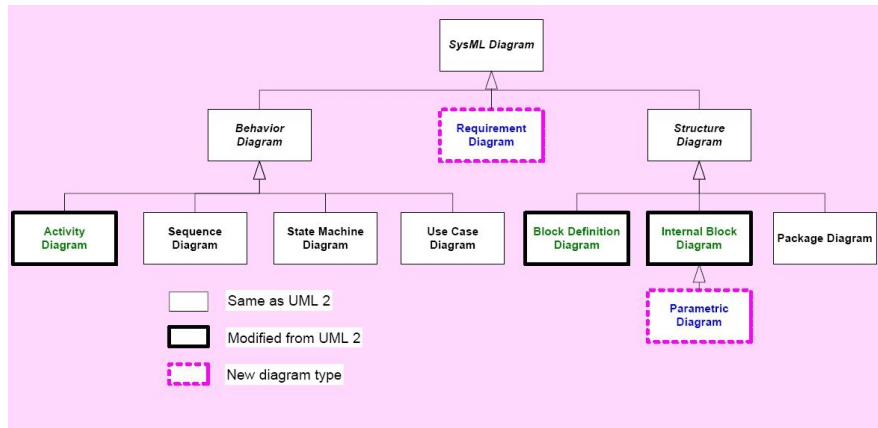 SysML Diagram
Behavior
Diagram
Requirement
Diagram
Structure
Diagram
Activity
Diagram
Sequence
Diagram
State Machine
Diagram
Use Case
Diagram
Block Definition
Diagram
Internal Block
Diagram
Package Diagram
Parametric
Diagram
Same as UML 2
Modified from UML 2
New diagram type